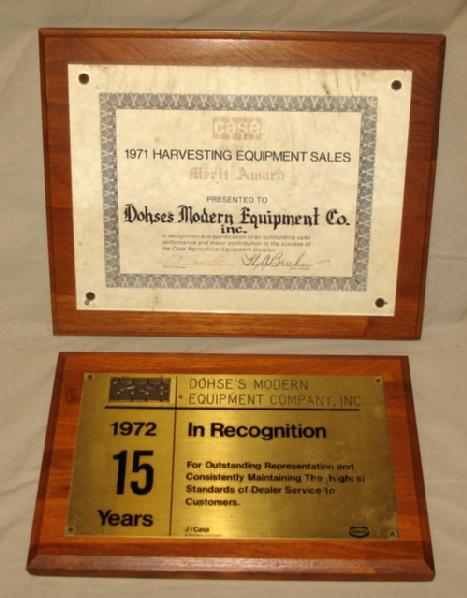 case
1971 HARVESTING EQUIPMENT SALES
Merit Award
PRESENTED TO
Dohses Modern Equipment Co.
inc.
in recognition and appreciation of an outstanding sales
performance and major contribution to the success of
the Case Agricultural Equipment Division.
DOHSE'S MODERN
EQUIPMENT COMPANY, INC.
1972
15
Years
In Recognition
For Outstanding Representation and
Consistently Maintaining The highest
Standards of Dealer Service to
Customers.
J I Case